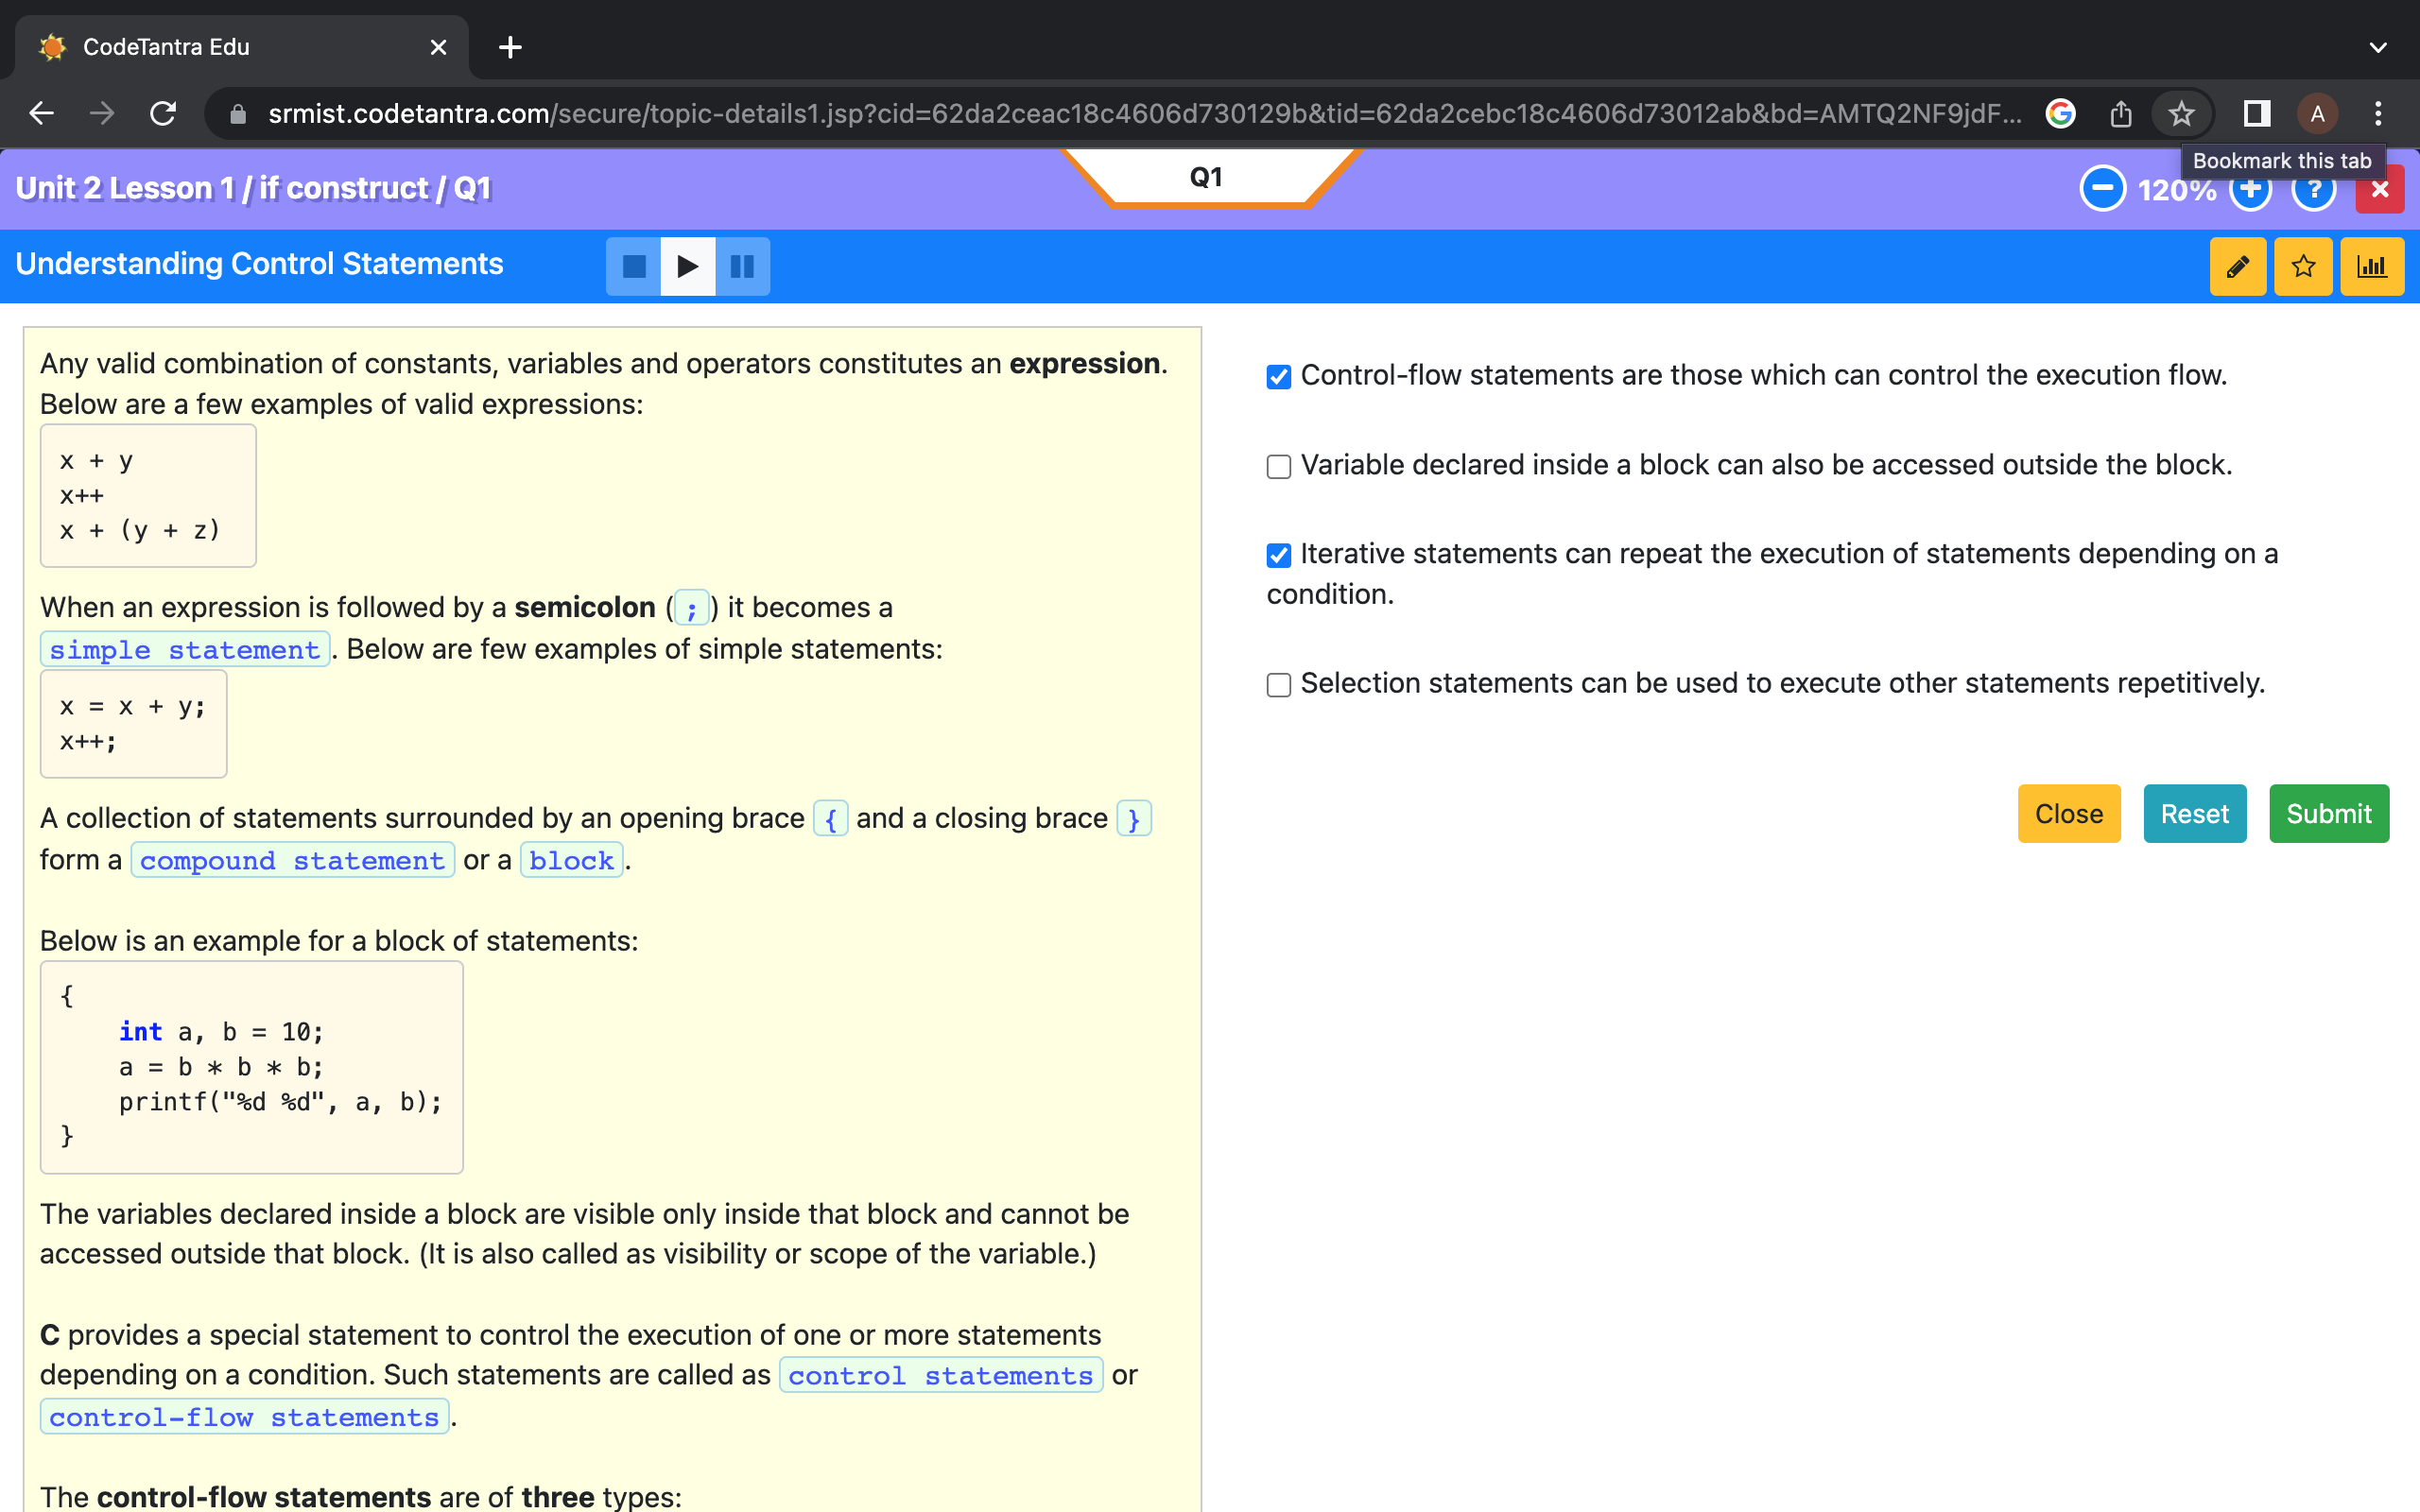 CodeTantra Edu
srmist.codetantra.com/secure/topic-details1.jsp?cid=62da2ceac18c4606d730129b&tid=62da2cebc18c4606d73012ab&bd=AMTQ2NF9jdF...
A
Bookmark this tab
Unit 2 Lesson 1 / if construct / Q1
Q1
120%
?
Understanding Control Statements
Any valid combination of constants, variables and operators constitutes an expression.
Below are a few examples of valid expressions:
x + y
x++
x + (y + z)
When an expression is followed by a semicolon (;) it becomes a
simple statement. Below are few examples of simple statements:
x = x + y;
x++;
A collection of statements surrounded by an opening brace { and a closing brace }
form a compound statement or a block.
Below is an example for a block of statements:
{
    int a, b = 10;
    a = b * b * b;
    printf("%d %d", a, b);
}
The variables declared inside a block are visible only inside that block and cannot be
accessed outside that block. (It is also called as visibility or scope of the variable.)
C provides a special statement to control the execution of one or more statements
depending on a condition. Such statements are called as control statements or
control-flow statements.
The control-flow statements are of three types:
Control-flow statements are those which can control the execution flow.
Variable declared inside a block can also be accessed outside the block.
Iterative statements can repeat the execution of statements depending on a
condition.
Selection statements can be used to execute other statements repetitively.
Close
Reset
Submit